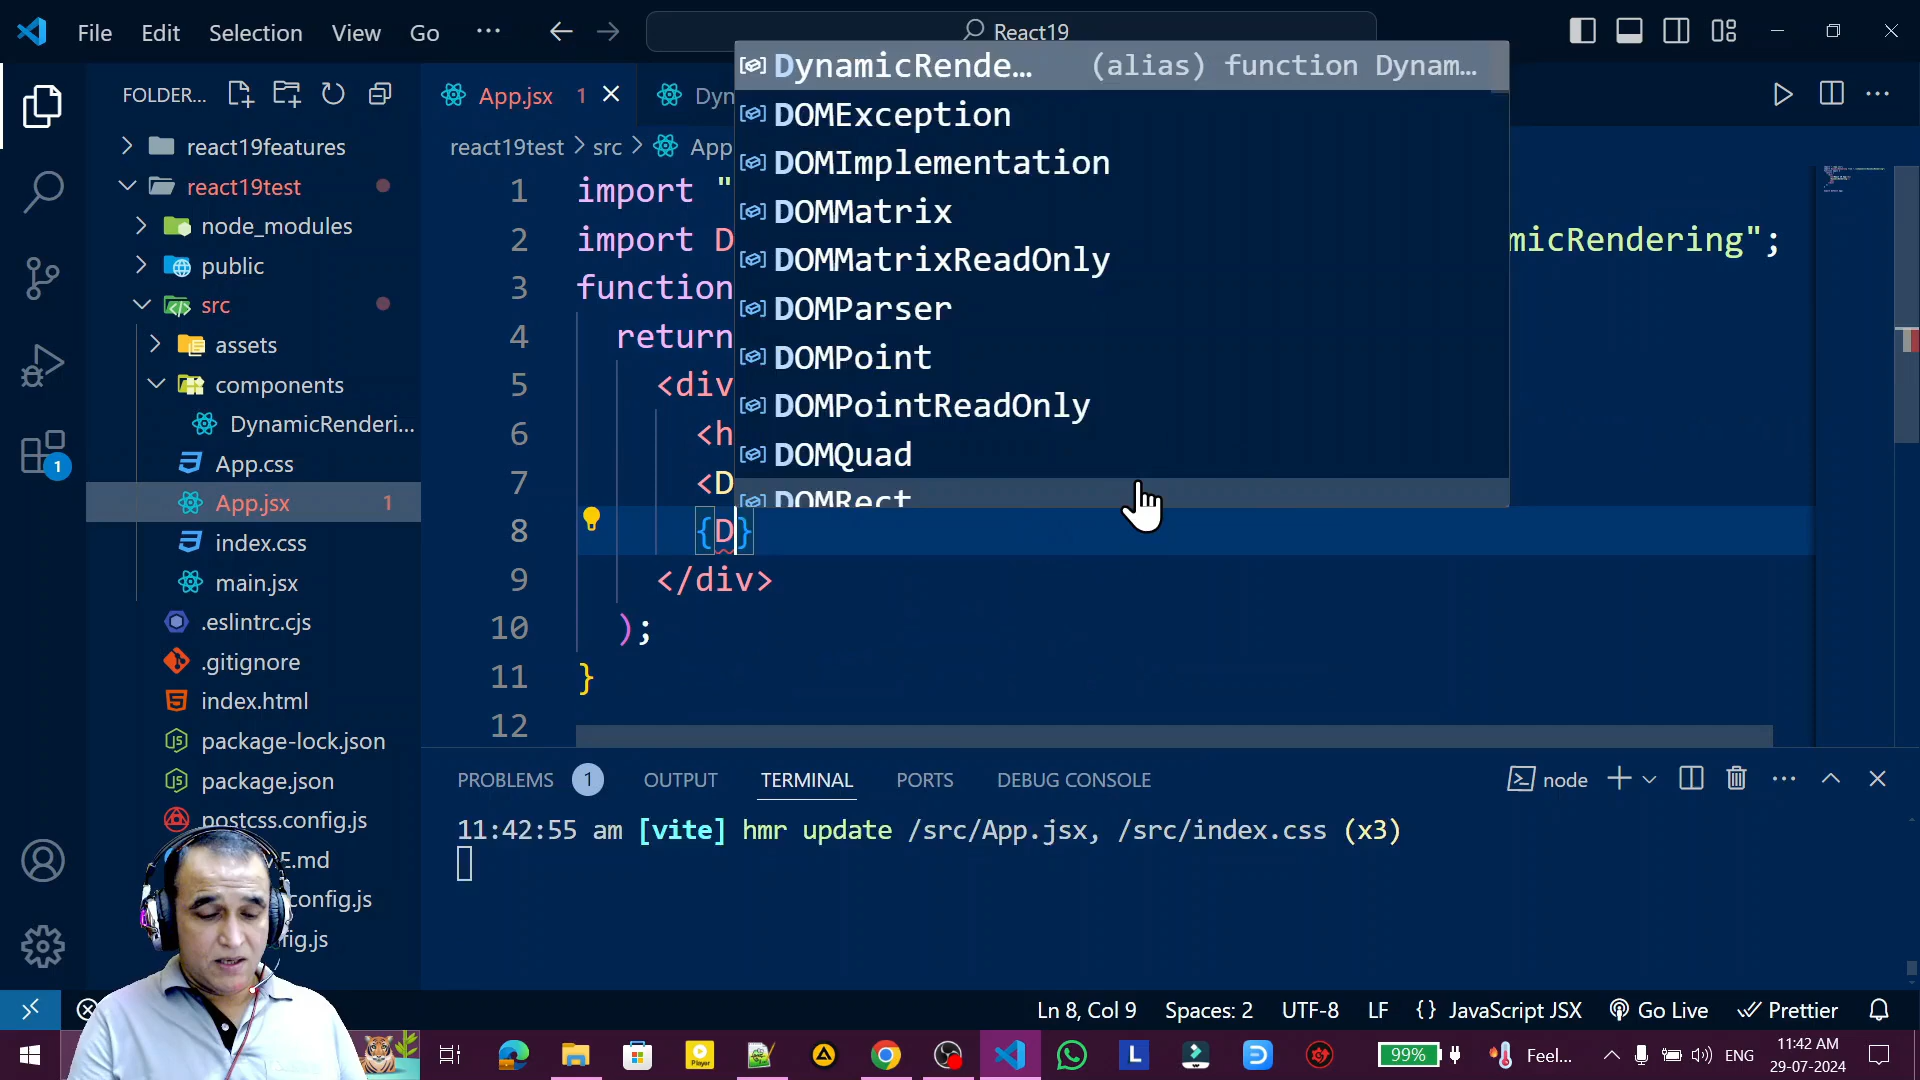 File Edit Selection View Go ··· React19
FOLDER...
App.jsx 1
Dyn
react19features
react19test
node_modules
public
src
assets
components
DynamicRenderi...
App.css
App.jsx 1
index.css
main.jsx
.eslintrc.cjs
.gitignore
index.html
package-lock.json
package.json
postcss.config.js
E.md
config.js
fig.js
1
react19test > src > App
1 import "
2 import D micRendering";
3 function
4 return
5 <div
6 <h
7 <D
8 {D}
9 </div>
10 );
11 }
12
DynamicRende... (alias) function Dynam...
DOMException
DOMImplementation
DOMMatrix
DOMMatrixReadOnly
DOMParser
DOMPoint
DOMPointReadOnly
DOMQuad
DOMRect
PROBLEMS 1 OUTPUT TERMINAL PORTS DEBUG CONSOLE node
11:42:55 am [vite] hmr update /src/App.jsx, /src/index.css (x3)
Ln 8, Col 9 Spaces: 2 UTF-8 LF {} JavaScript JSX Go Live Prettier
Player
L
99% Feel... ENG 11:42 AM
29-07-2024